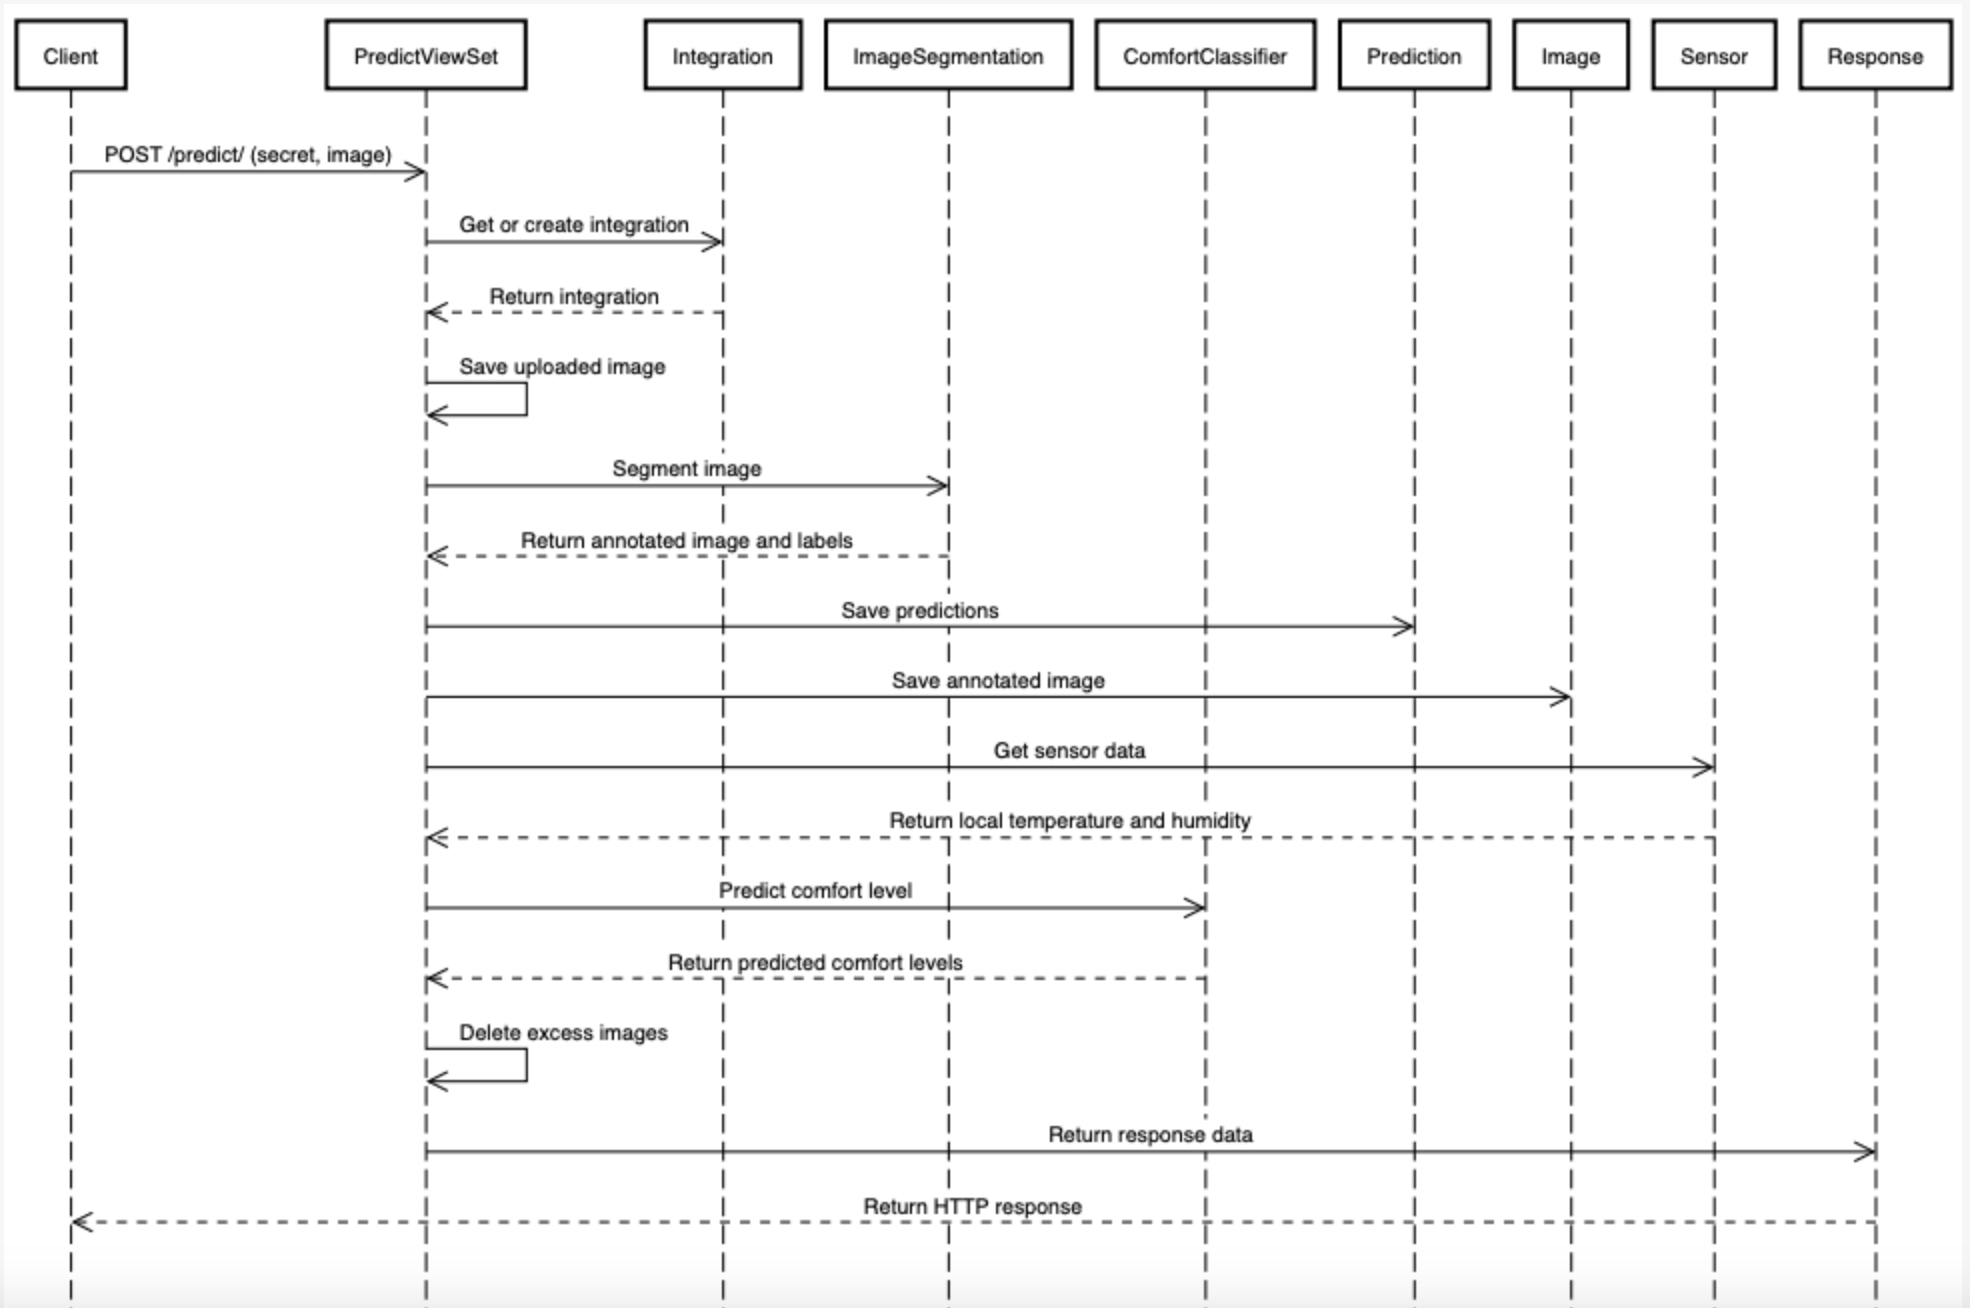 Client
PredictViewSet
Integration
ImageSegmentation
ComfortClassifier
Prediction
Image
Sensor
Response
POST /predict/ (secret, image)
Get or create integration
Return integration
Save uploaded image
Segment image
Return annotated image and labels
Save predictions
Save annotated image
Get sensor data
Return local temperature and humidity
Predict comfort level
Return predicted comfort levels
Delete excess images
Return response data
Return HTTP response